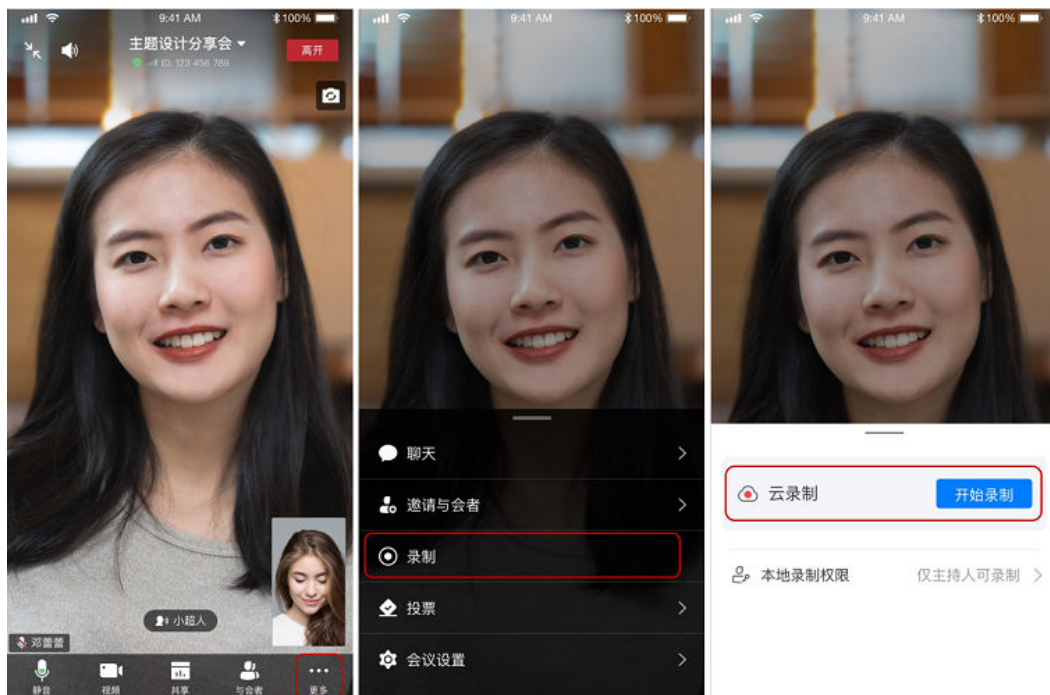 9:41 AM
100%
主题设计分享会
离开
ID: 123 456 789
小超人
邓蕾蕾
静音
视频
共享
与会者
更多
9:41 AM
100%
聊天
邀请与会者
录制
投票
会议设置
9:41 AM
100%
云录制
开始录制
本地录制权限
仅主持人可录制